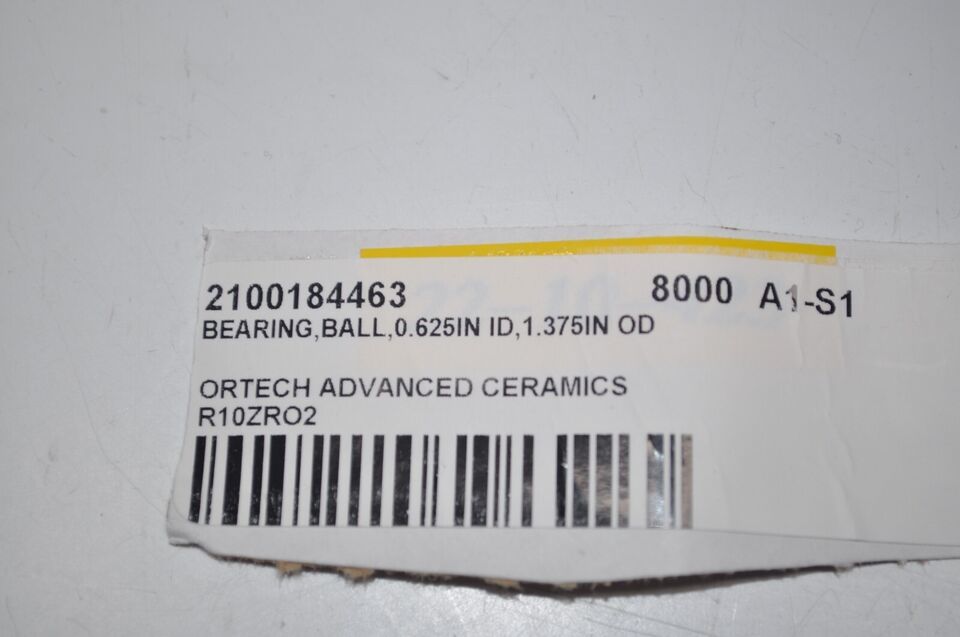 2100184463 8000 A1-S1
BEARING,BALL,0.625IN ID,1.375IN OD
ORTECH ADVANCED CERAMICS
R10ZRO2